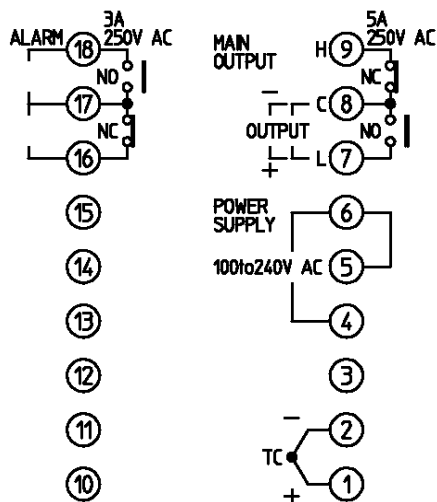 3A
ALARM 18 250V AC
NO
17
NC
16
15
14
13
12
11
10
5A
MAIN H 9 250V AC
OUTPUT NC
− C 8
OUTPUT NO
+ L 7
POWER 6
SUPPLY
100to240V AC 5
4
3
− 2
TC
+ 1